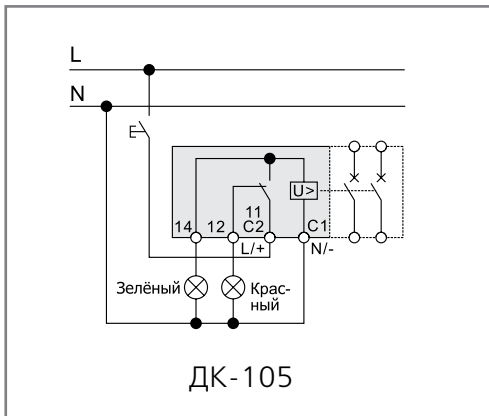 L
N
U>
14 12 11 C1
C2
L/+ N/-
Зелёный Крас-
ный
ДК-105